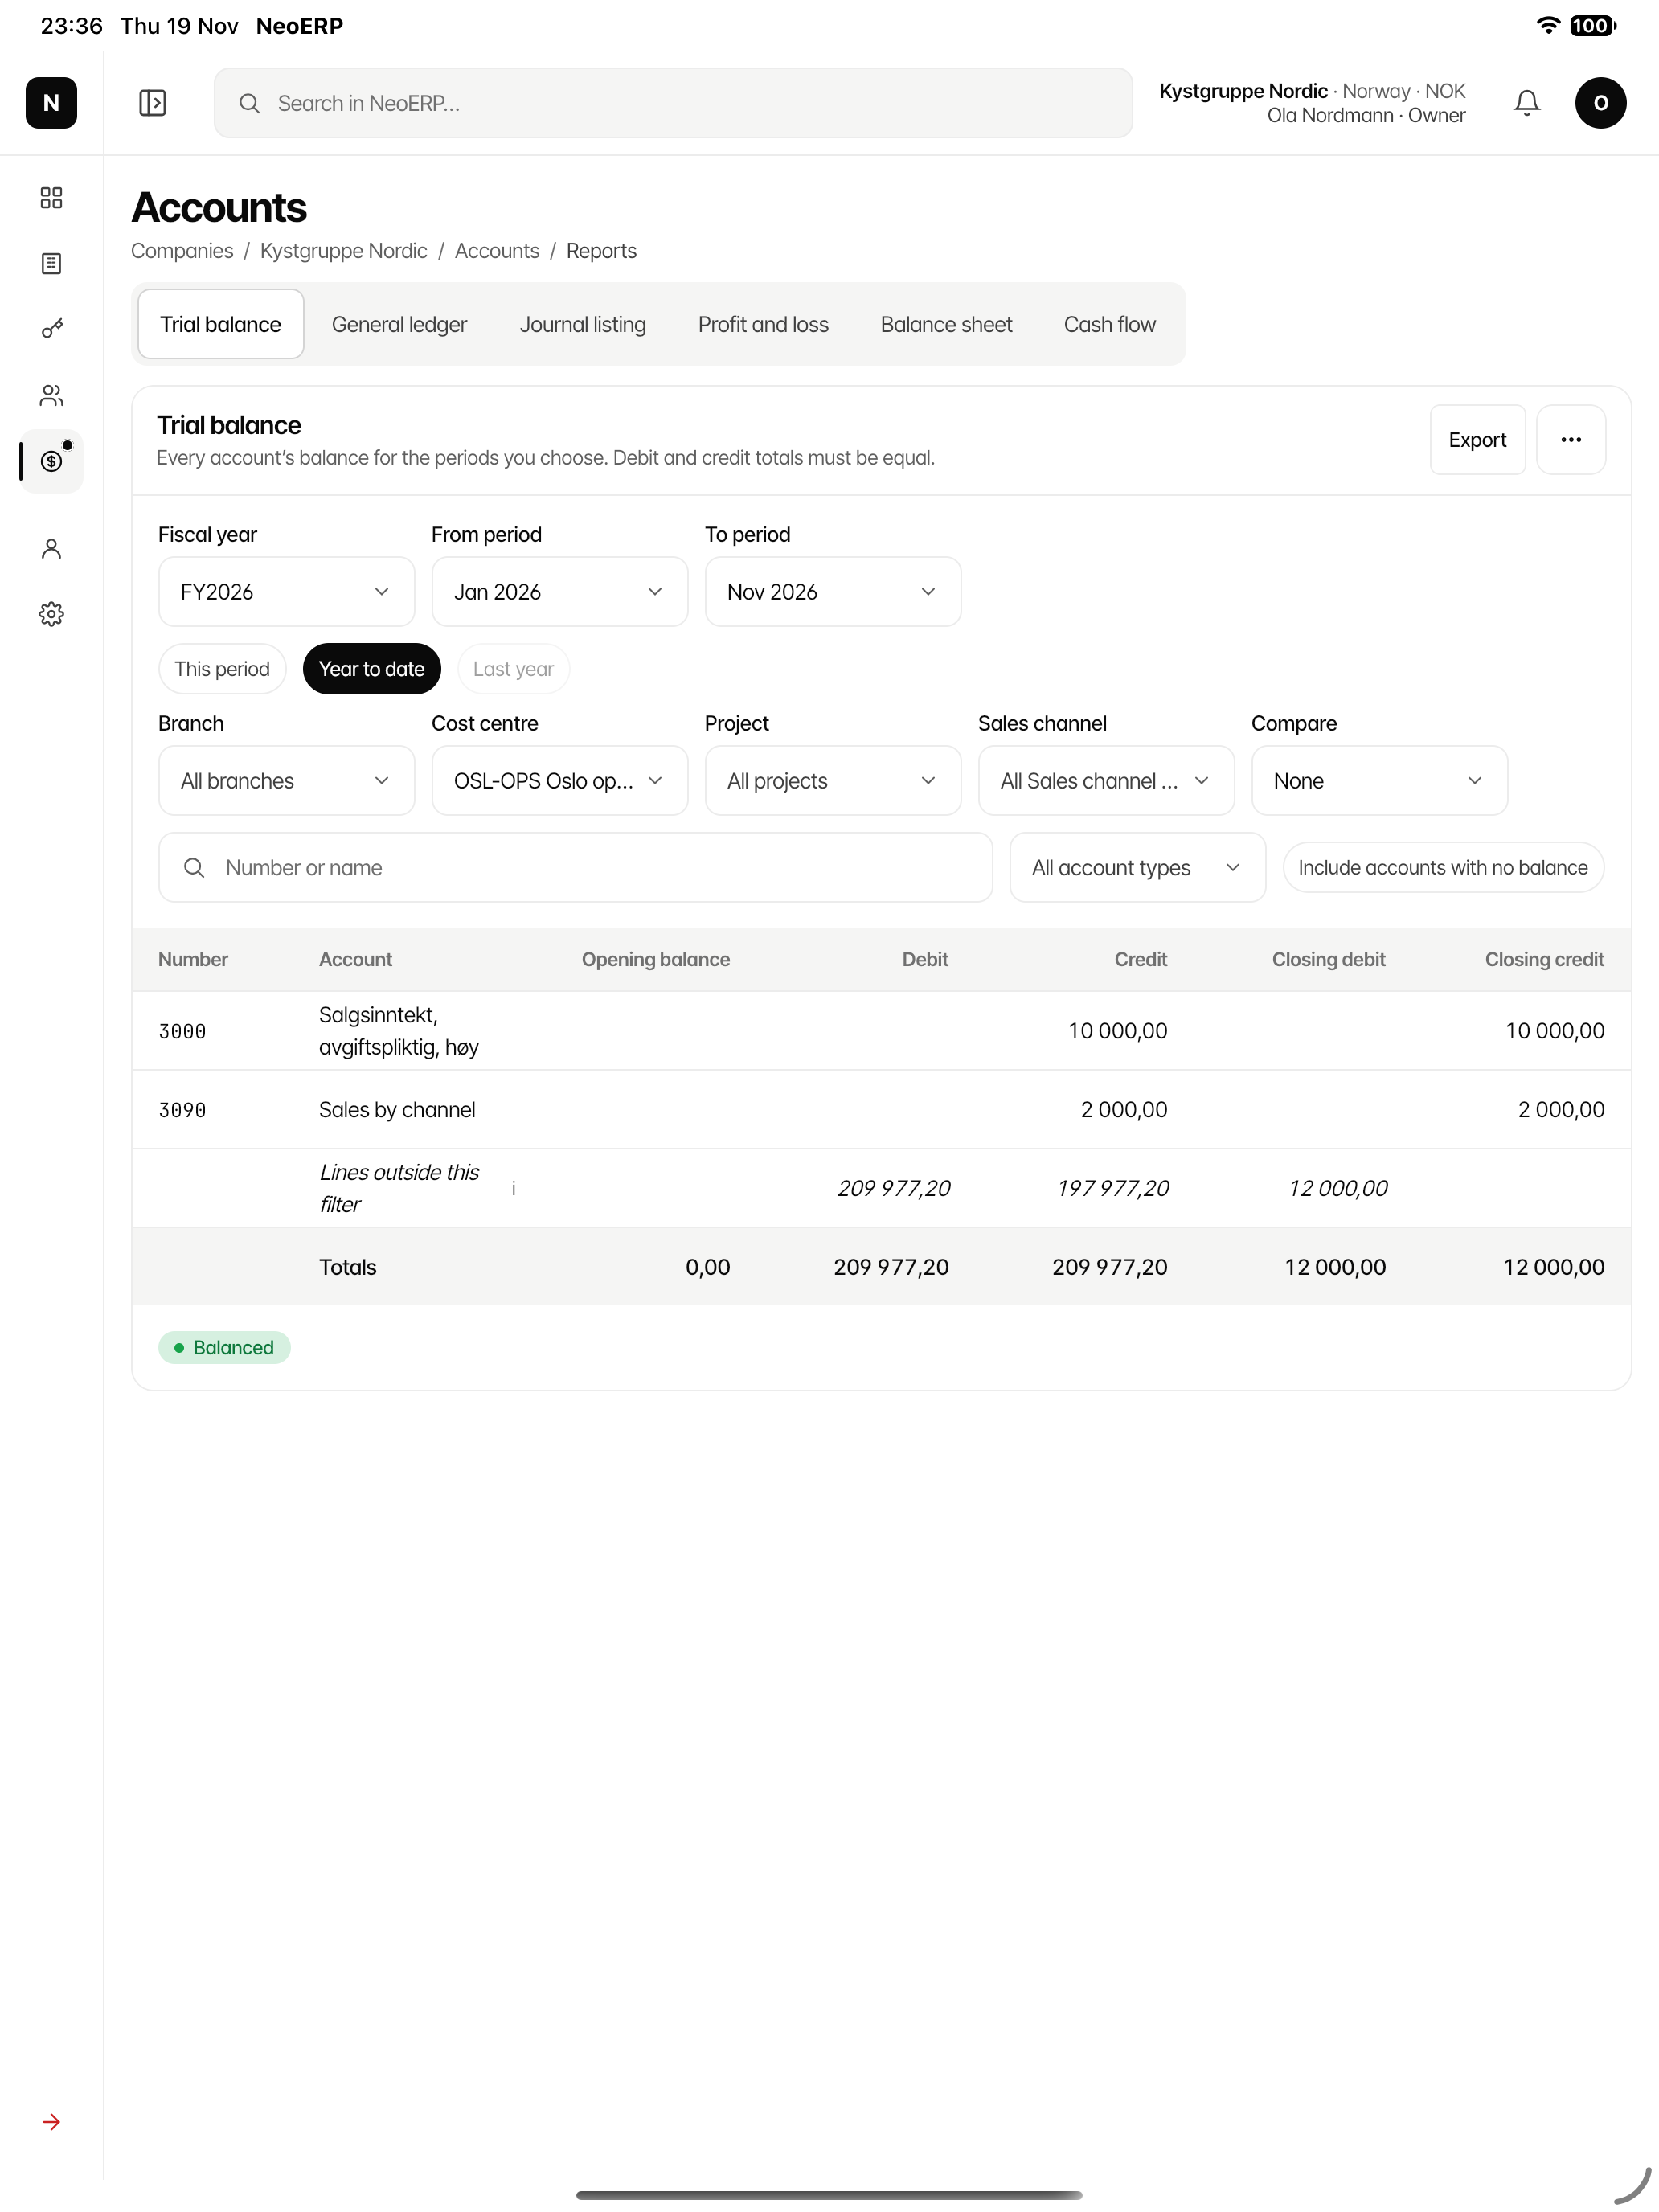 23:36 Thu 19 Nov NeoERP
100
N
Search in NeoERP...
Kystgruppe Nordic · Norway · NOK
Ola Nordmann · Owner
O
Accounts
Companies / Kystgruppe Nordic / Accounts / Reports
Trial balance General ledger Journal listing Profit and loss Balance sheet Cash flow
Trial balance
Every account’s balance for the periods you choose. Debit and credit totals must be equal.
Export
Fiscal year From period To period
FY2026 Jan 2026 Nov 2026
This period Year to date Last year
Branch Cost centre Project Sales channel Compare
All branches OSL-OPS Oslo op... All projects All Sales channel ... None
Number or name All account types Include accounts with no balance
Number Account Opening balance Debit Credit Closing debit Closing credit
3000 Salgsinntekt, avgiftspliktig, høy 10 000,00 10 000,00
3090 Sales by channel 2 000,00 2 000,00
Lines outside this filter i 209 977,20 197 977,20 12 000,00
Totals 0,00 209 977,20 209 977,20 12 000,00 12 000,00
Balanced